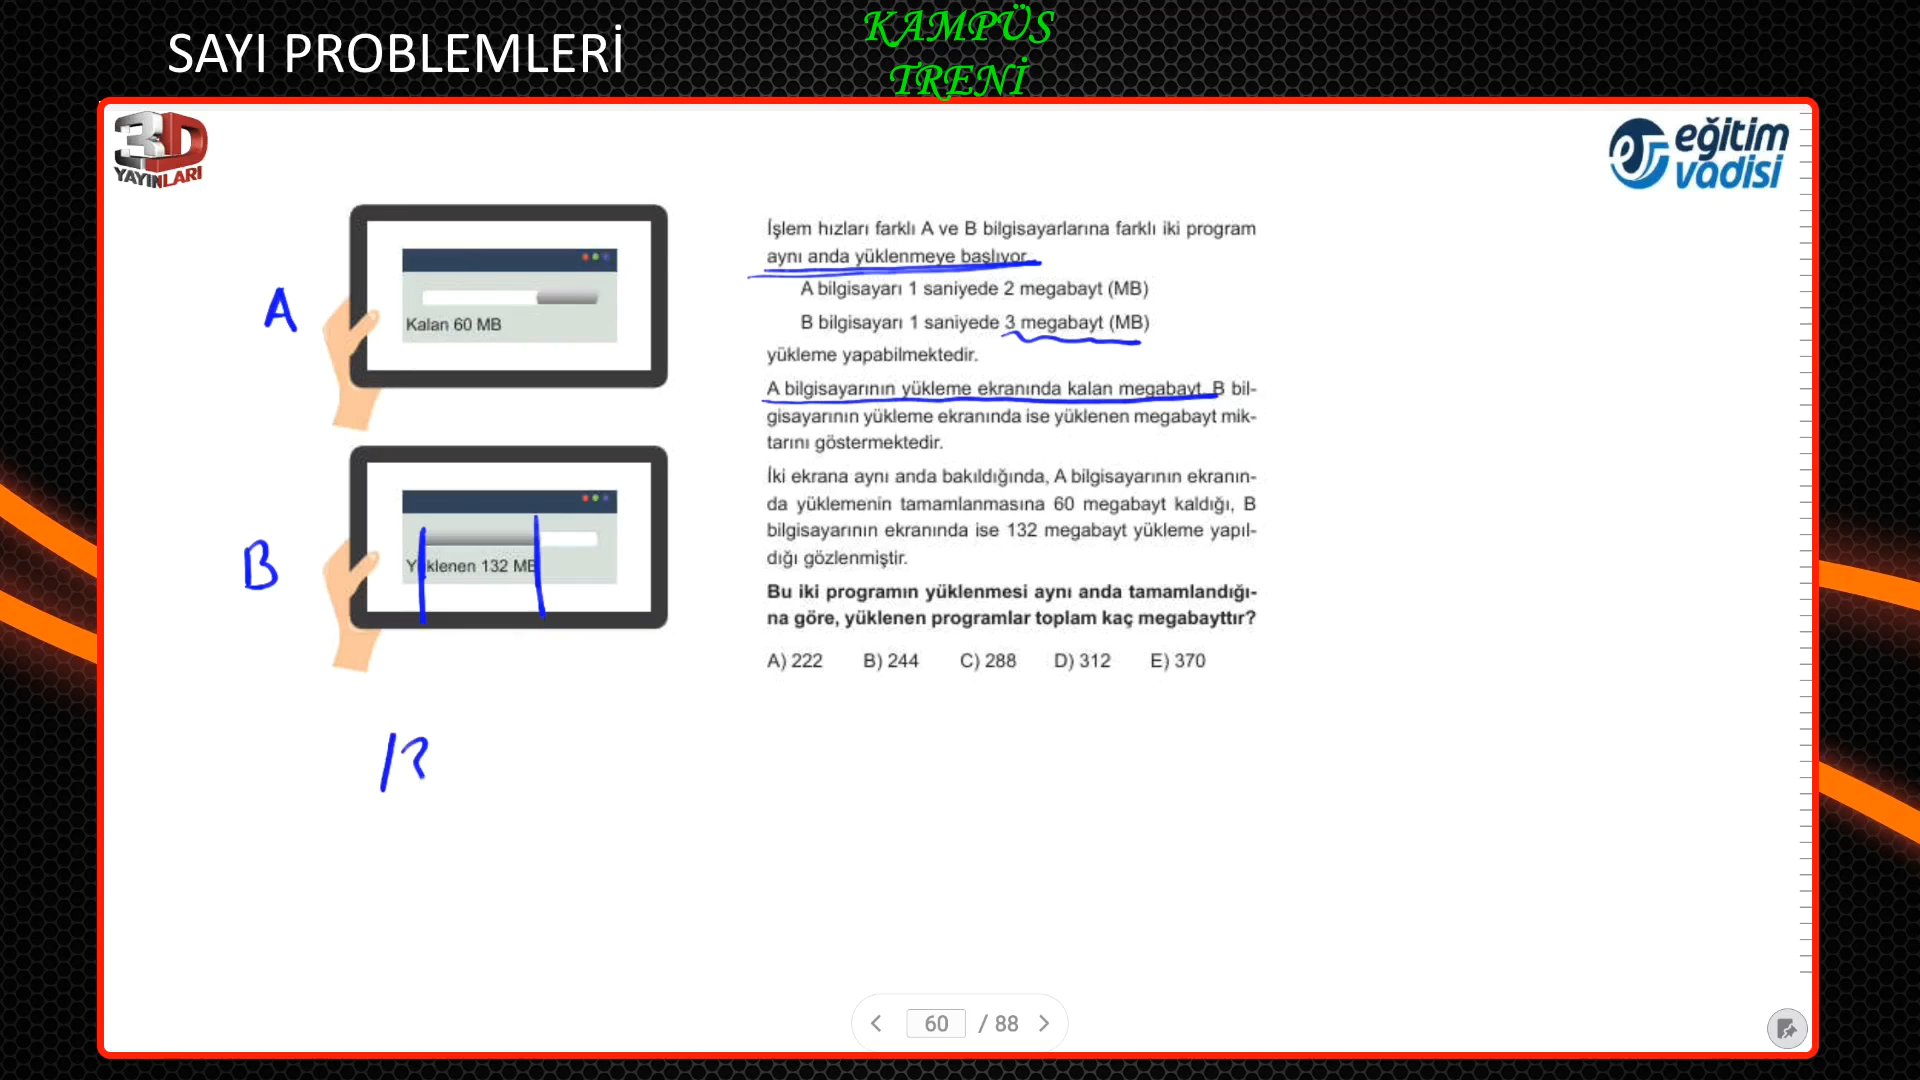 SAYI PROBLEMLERİ
KAMPÜS
TRENİ
3D
YAYINLARI
eğitim
vadisi
A
Kalan 60 MB
B
Yüklenen 132 MB
İşlem hızları farklı A ve B bilgisayarlarına farklı iki program
aynı anda yüklenmeye başlıyor.
A bilgisayarı 1 saniyede 2 megabayt (MB)
B bilgisayarı 1 saniyede 3 megabayt (MB)
yükleme yapabilmektedir.
A bilgisayarının yükleme ekranında kalan megabayt, B bil-
gisayarının yükleme ekranında ise yüklenen megabayt mik-
tarını göstermektedir.
İki ekrana aynı anda bakıldığında, A bilgisayarının ekranın-
da yüklemenin tamamlanmasına 60 megabayt kaldığı, B
bilgisayarının ekranında ise 132 megabayt yükleme yapıl-
dığı gözlenmiştir.
Bu iki programın yüklenmesi aynı anda tamamlandığı-
na göre, yüklenen programlar toplam kaç megabayttır?
A) 222 B) 244 C) 288 D) 312 E) 370
60 / 88